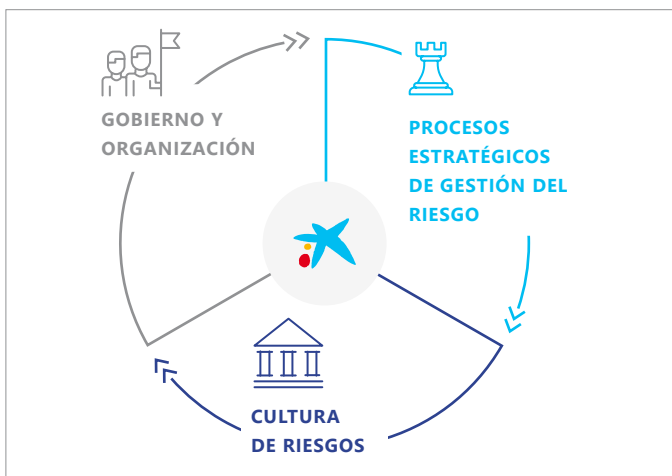 GOBIERNO Y
ORGANIZACIÓN
PROCESOS
ESTRATÉGICOS
DE GESTIÓN DEL
RIESGO
CULTURA
DE RIESGOS